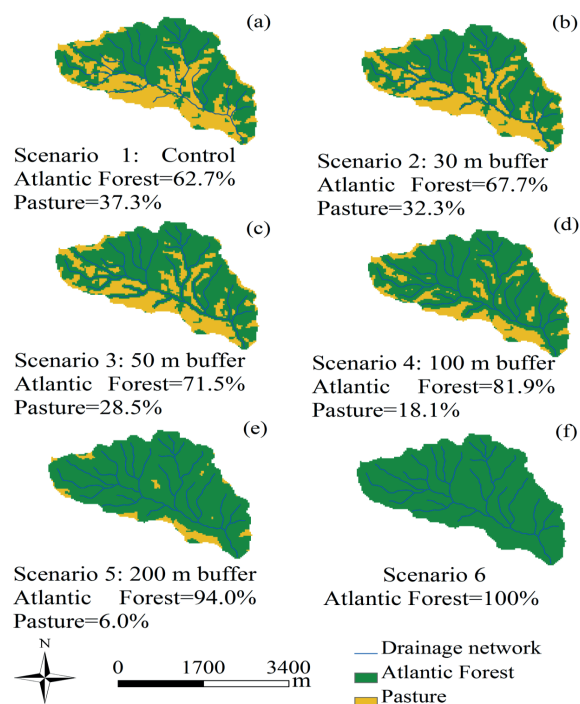 (a)
Scenario 1: Control
Atlantic Forest=62.7%
Pasture=37.3%
(b)
Scenario 2: 30 m buffer
Atlantic Forest=67.7%
Pasture=32.3%
(c)
Scenario 3: 50 m buffer
Atlantic Forest=71.5%
Pasture=28.5%
(d)
Scenario 4: 100 m buffer
Atlantic Forest=81.9%
Pasture=18.1%
(e)
Scenario 5: 200 m buffer
Atlantic Forest=94.0%
Pasture=6.0%
(f)
Scenario 6
Atlantic Forest=100%
N
0 1700 3400
m
Drainage network
Atlantic Forest
Pasture